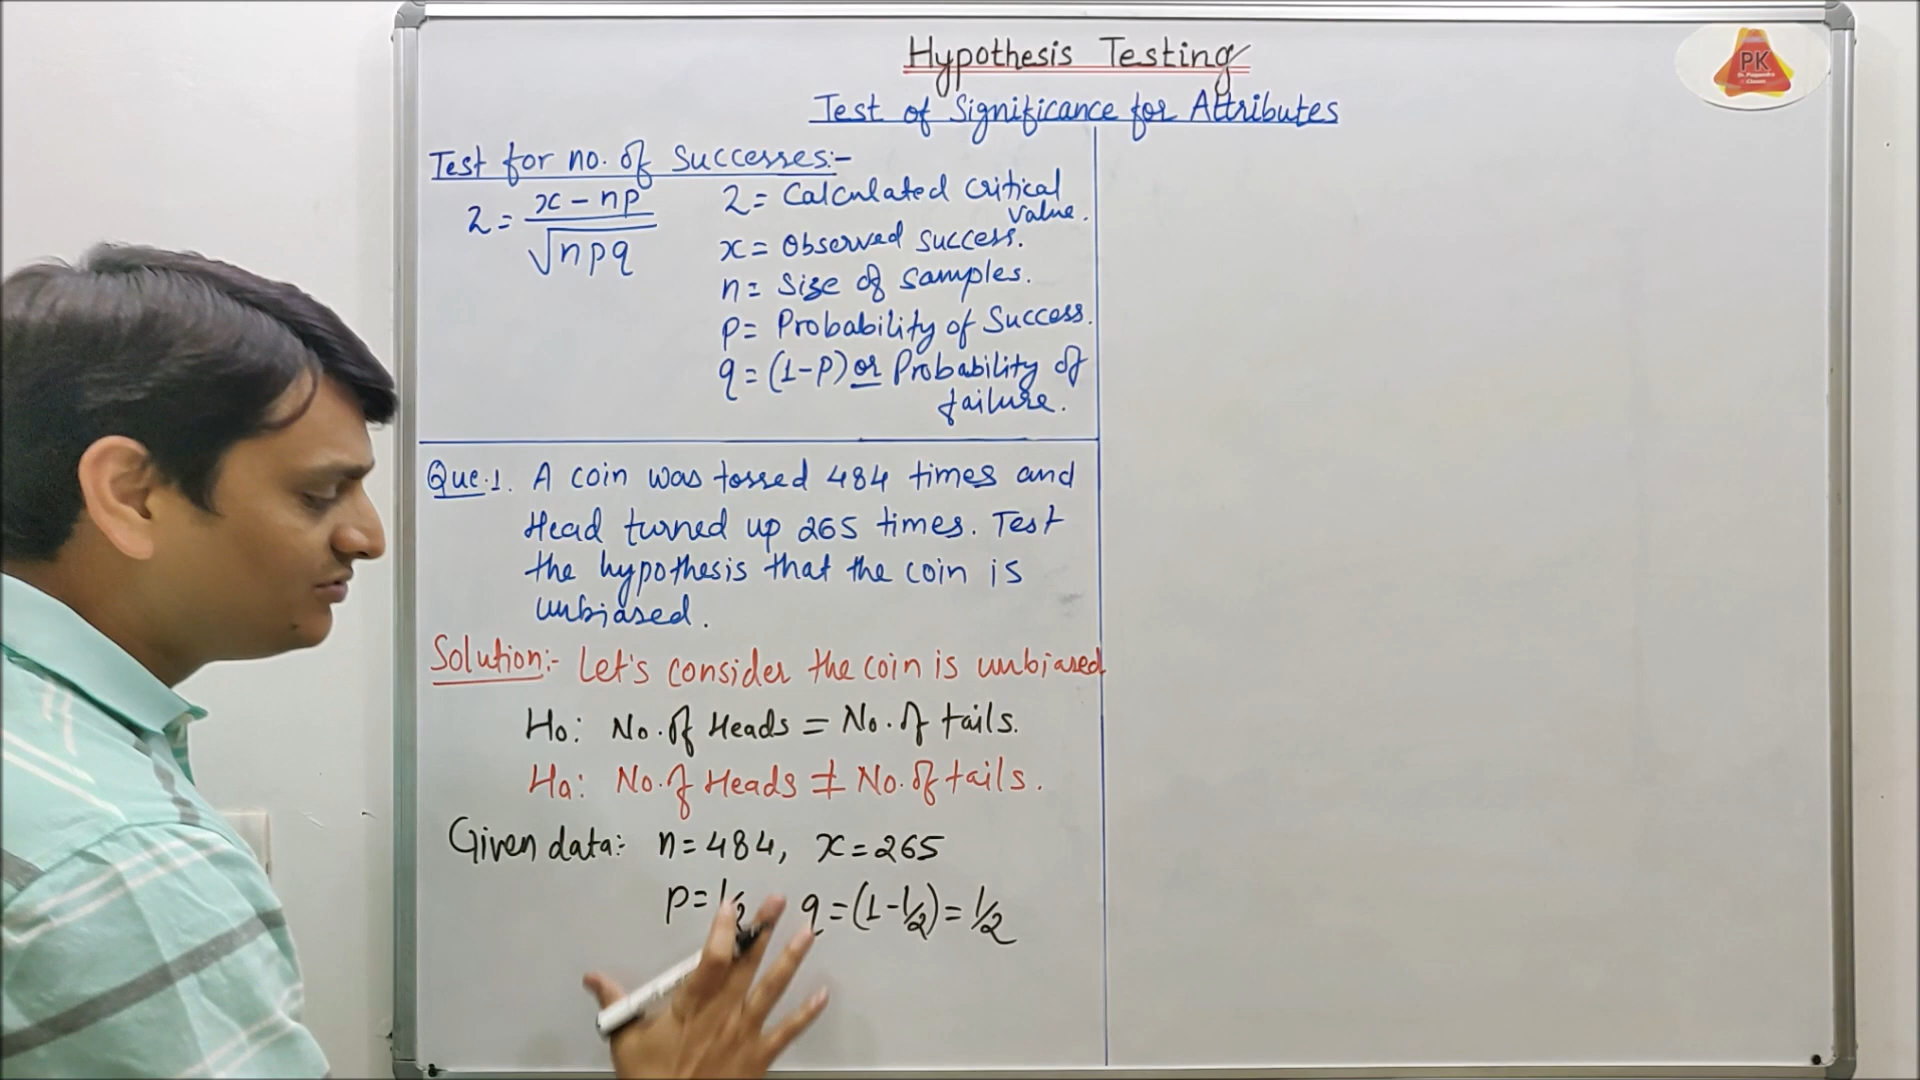 Hypothesis Testing
Test of Significance for Attributes
PK
Test for no. of Successes:-
z = x - np / √npq
z = Calculated critical value.
x = Observed success.
n = Size of samples.
p = Probability of Success.
q = (1-P) or Probability of failure.
Que.1. A coin was tossed 484 times and
Head turned up 265 times. Test
the hypothesis that the coin is
unbiased.
Solution:- Let's consider the coin is unbiased
Ho: No. of Heads = No. of tails.
Ha: No. of Heads ≠ No. of tails.
Given data:- n = 484, x = 265
p = 1/2 q = (1 - 1/2) = 1/2